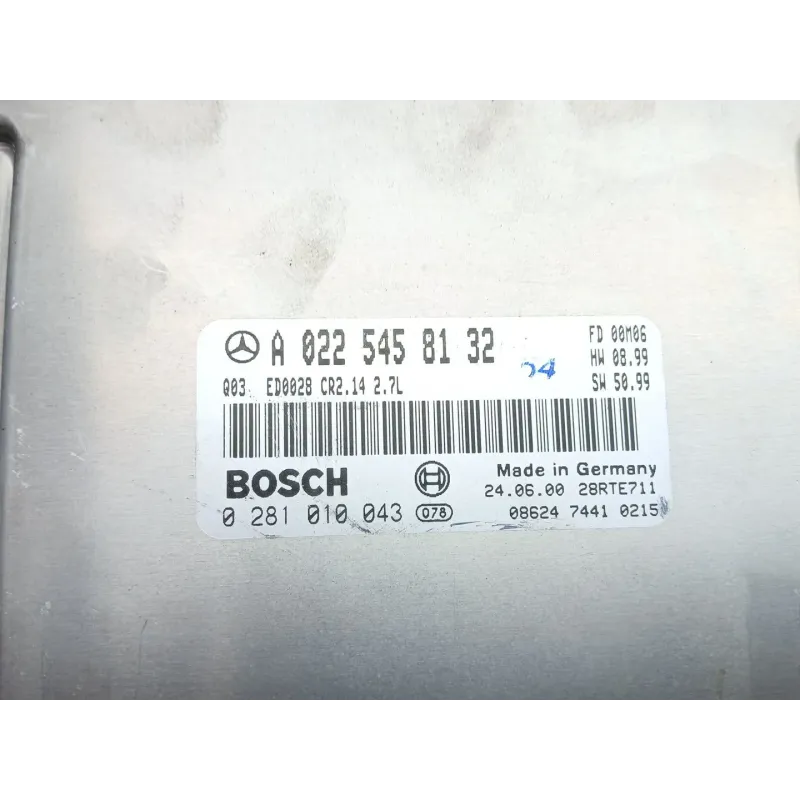 A 022 545 81 32
FD 00M06
HW 08.99
SW 50.99
Q03 ED0028 CR2.14 2.7L
BOSCH
Made in Germany
24.06.00 28RTE711
0 281 010 043 078
08624 7441 0215